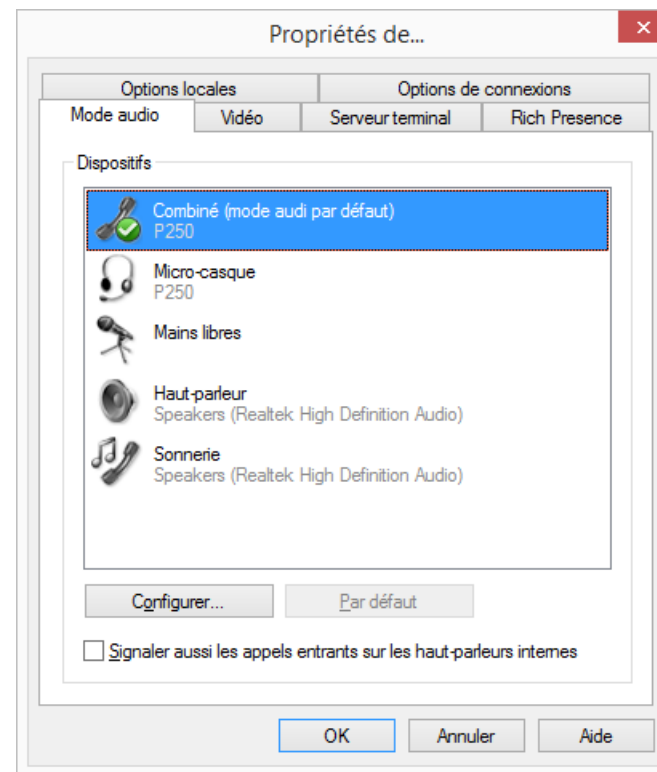 Propriétés de...
Options locales
Options de connexions
Mode audio
Vidéo
Serveur terminal
Rich Presence
Dispositifs
Combiné (mode audi par défaut)
P250
Micro-casque
P250
Mains libres
Haut-parleur
Speakers (Realtek High Definition Audio)
Sonnerie
Speakers (Realtek High Definition Audio)
Configurer...
Par défaut
Signaler aussi les appels entrants sur les haut-parleurs internes
OK
Annuler
Aide